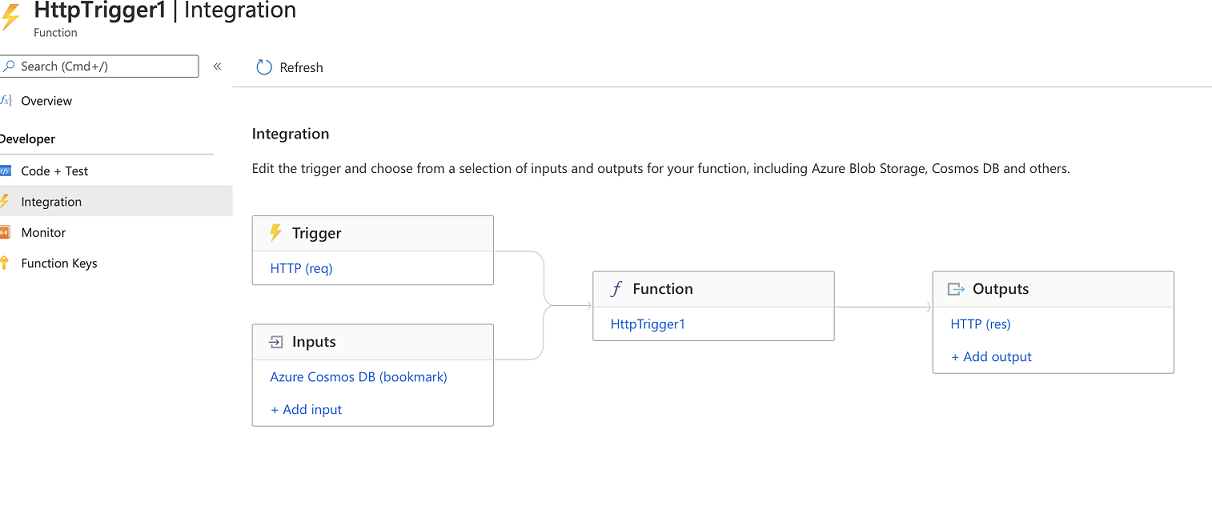 HttpTrigger1 | Integration
Function
Search (Cmd+/)
«
Refresh
Overview
Developer
Code + Test
Integration
Monitor
Function Keys
Integration
Edit the trigger and choose from a selection of inputs and outputs for your function, including Azure Blob Storage, Cosmos DB and others.
Trigger
HTTP (req)
Inputs
Azure Cosmos DB (bookmark)
+ Add input
Function
HttpTrigger1
Outputs
HTTP (res)
+ Add output